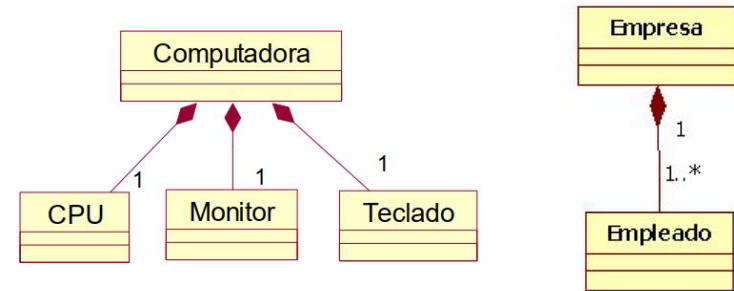 Computadora
1
1
1
CPU
Monitor
Teclado
Empresa
1
1..*
Empleado